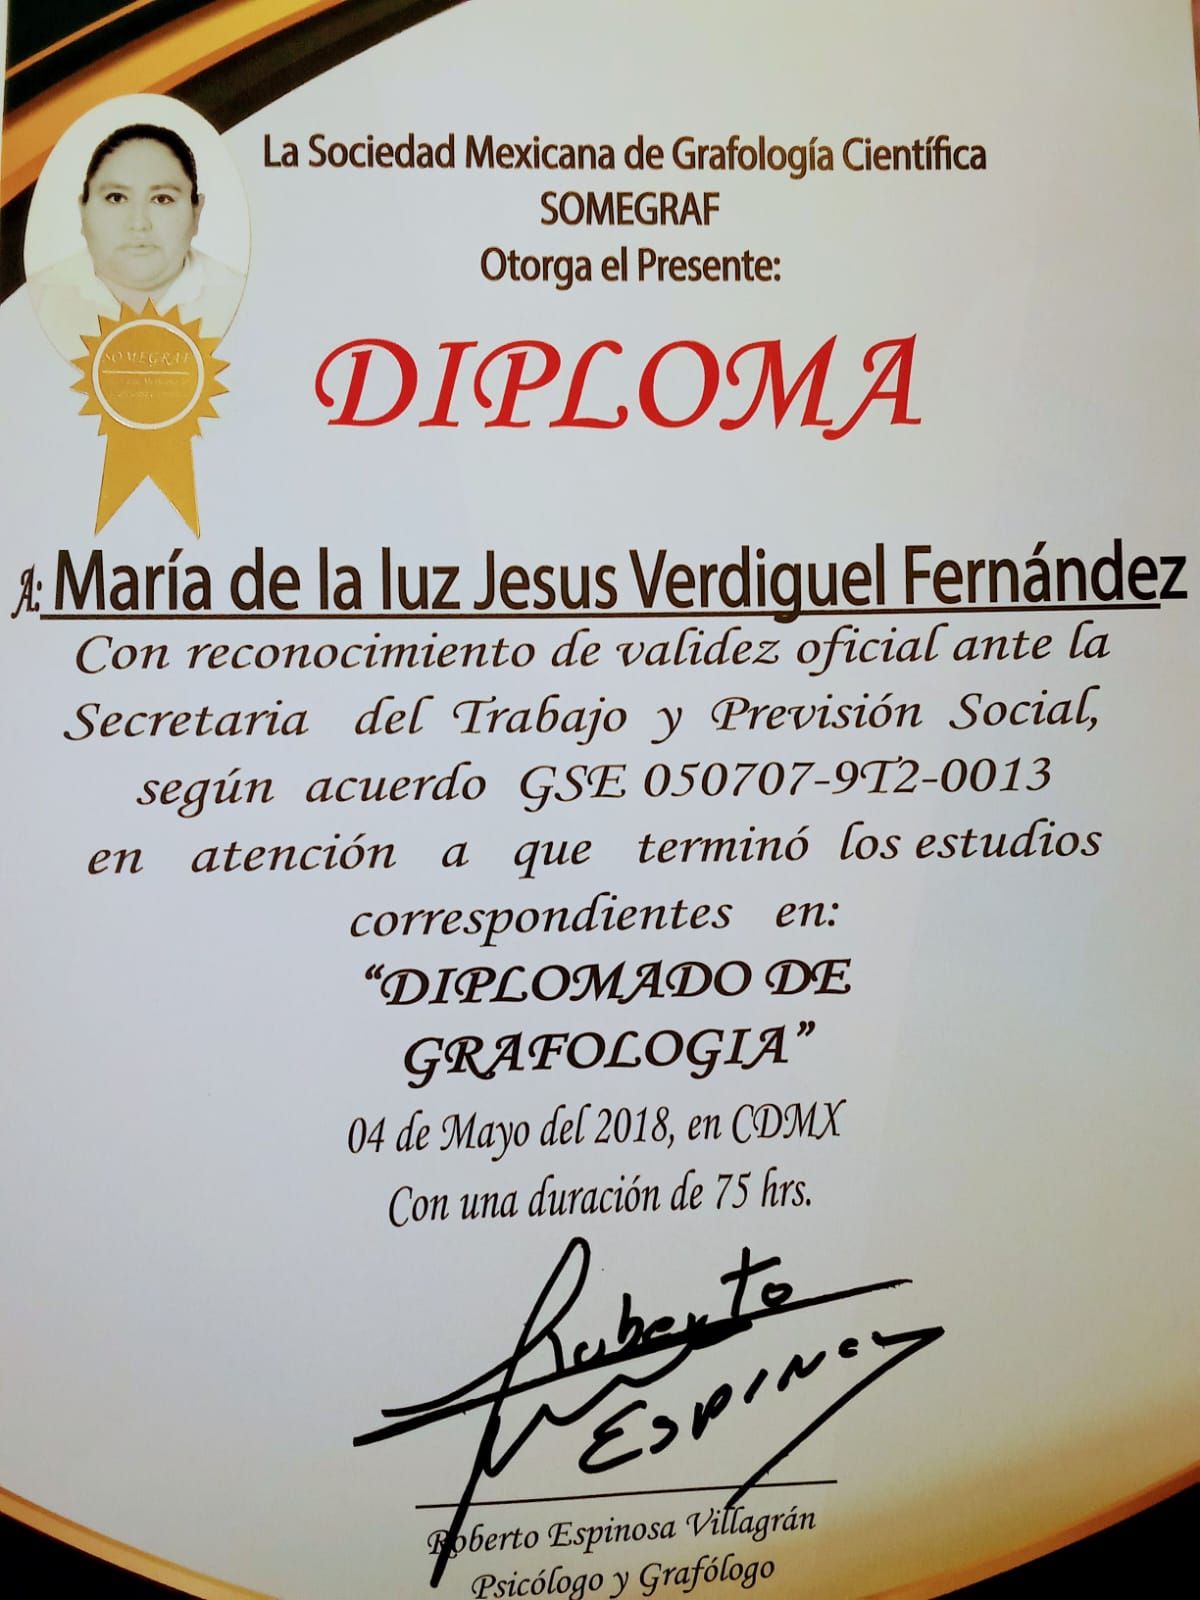 La Sociedad Mexicana de Grafología Científica
SOMEGRAF
Otorga el Presente:
SOMEGRAF
DIPLOMA
A: María de la luz Jesus Verdiguel Fernández
Con reconocimiento de validez oficial ante la
Secretaria del Trabajo y Previsión Social,
según acuerdo GSE 050707-9T2-0013
en atención a que terminó los estudios
correspondientes en:
“DIPLOMADO DE
GRAFOLOGIA”
04 de Mayo del 2018, en CDMX
Con una duración de 75 hrs.
Roberto
Roberto Espinosa Villagrán
Psicólogo y Grafólogo